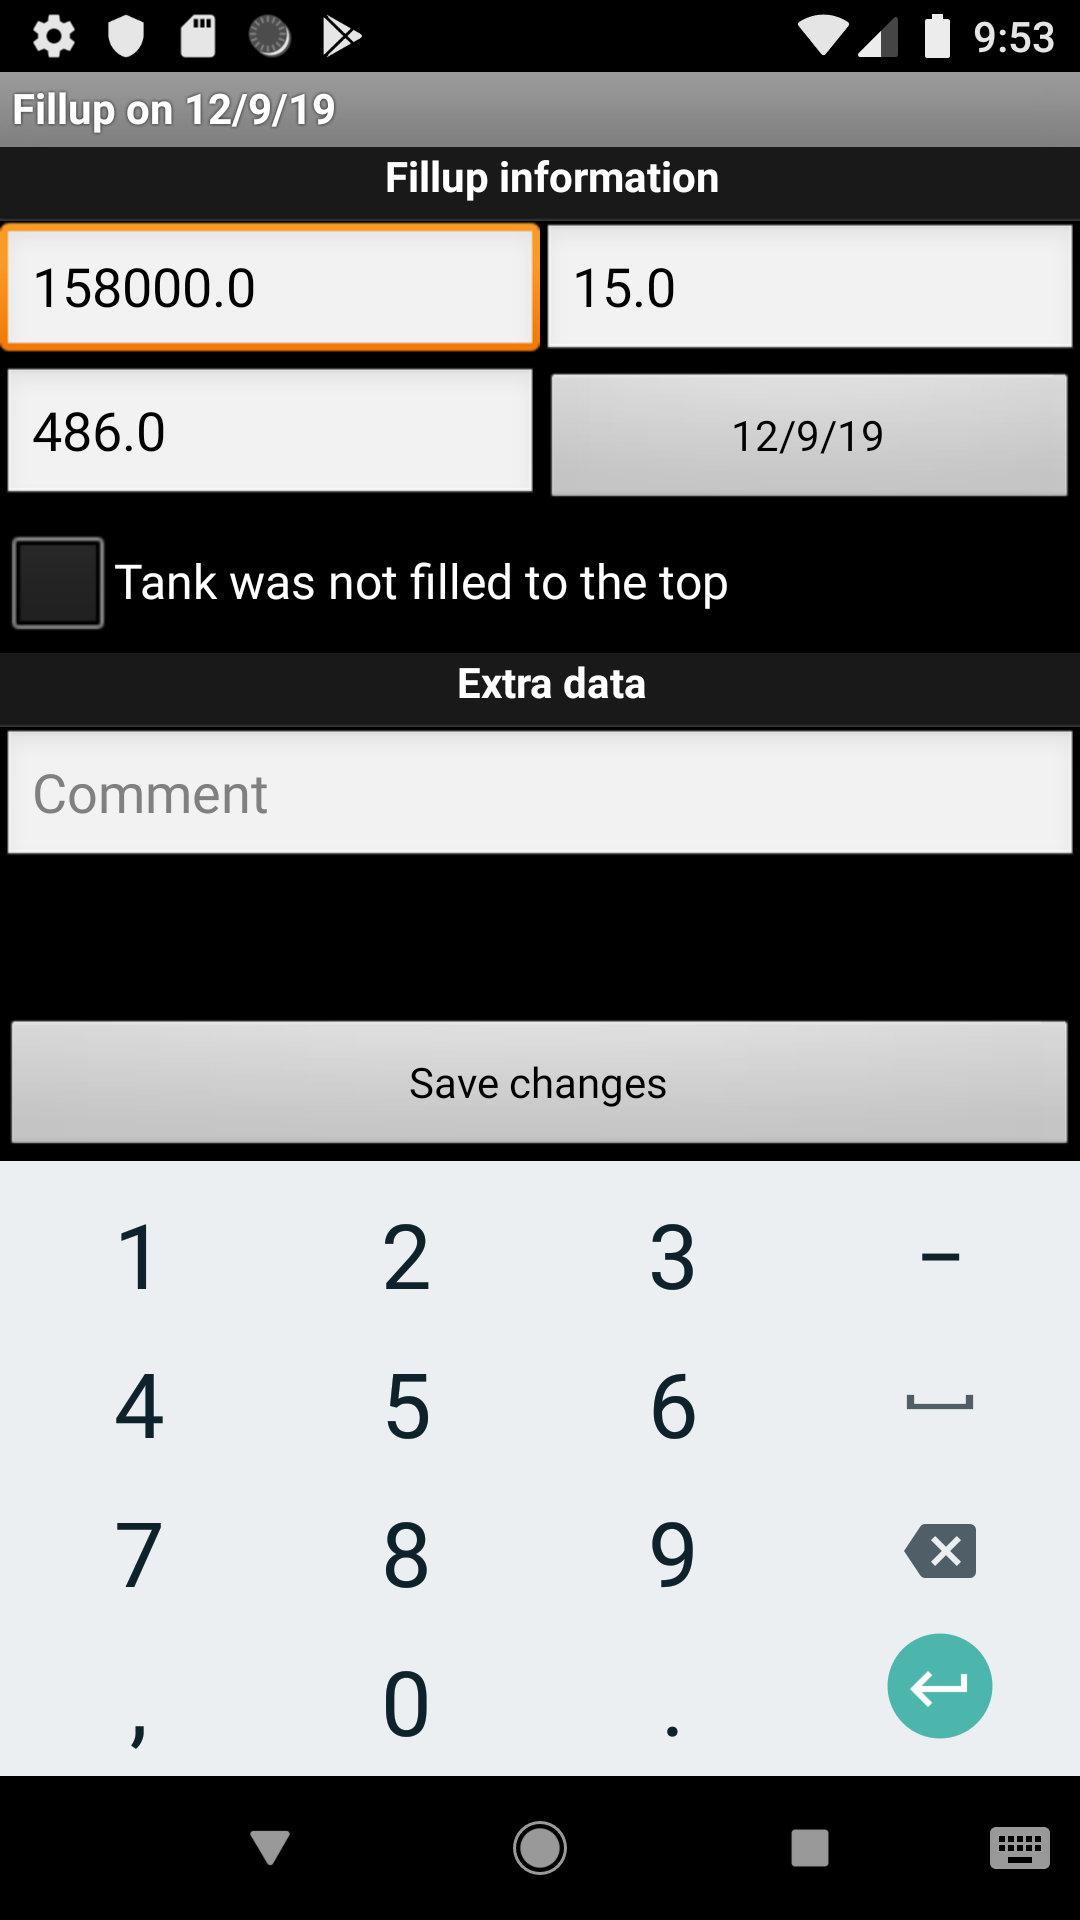 9:53
Fillup on 12/9/19
Fillup information
158000.0 15.0
486.0 12/9/19
Tank was not filled to the top
Extra data
Comment
Save changes
1 2 3 –
4 5 6
7 8 9
, 0 .